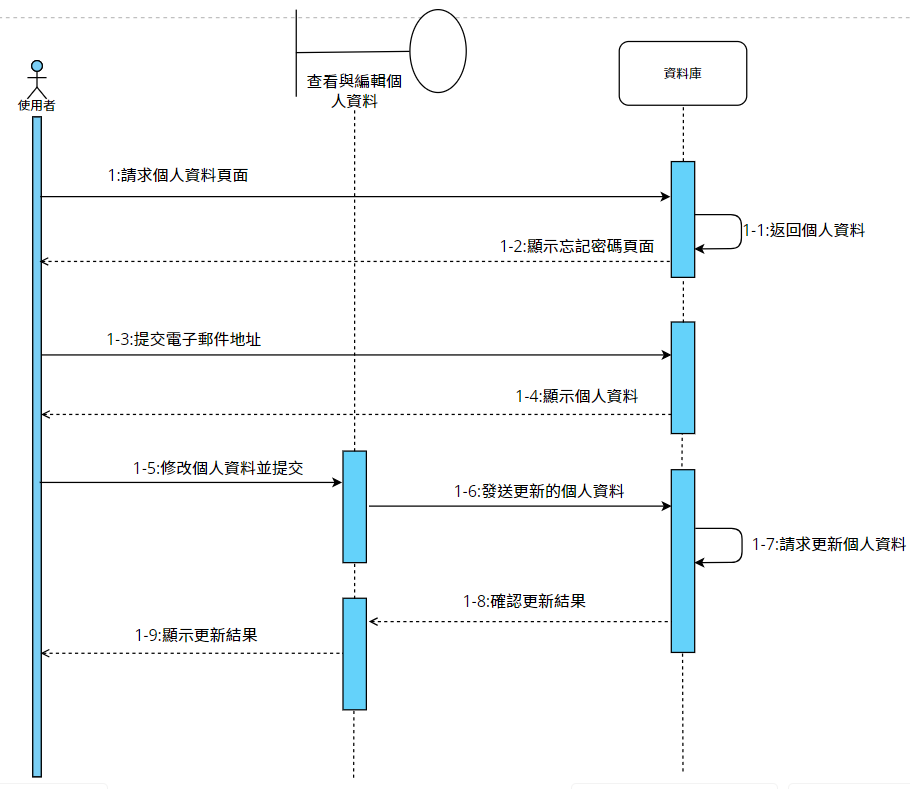 查看與編輯個
人資料
資料庫
使用者
1:請求個人資料頁面
1-1:返回個人資料
1-2:顯示忘記密碼頁面
1-3:提交電子郵件地址
1-4:顯示個人資料
1-5:修改個人資料並提交
1-6:發送更新的個人資料
1-7:請求更新個人資料
1-8:確認更新結果
1-9:顯示更新結果